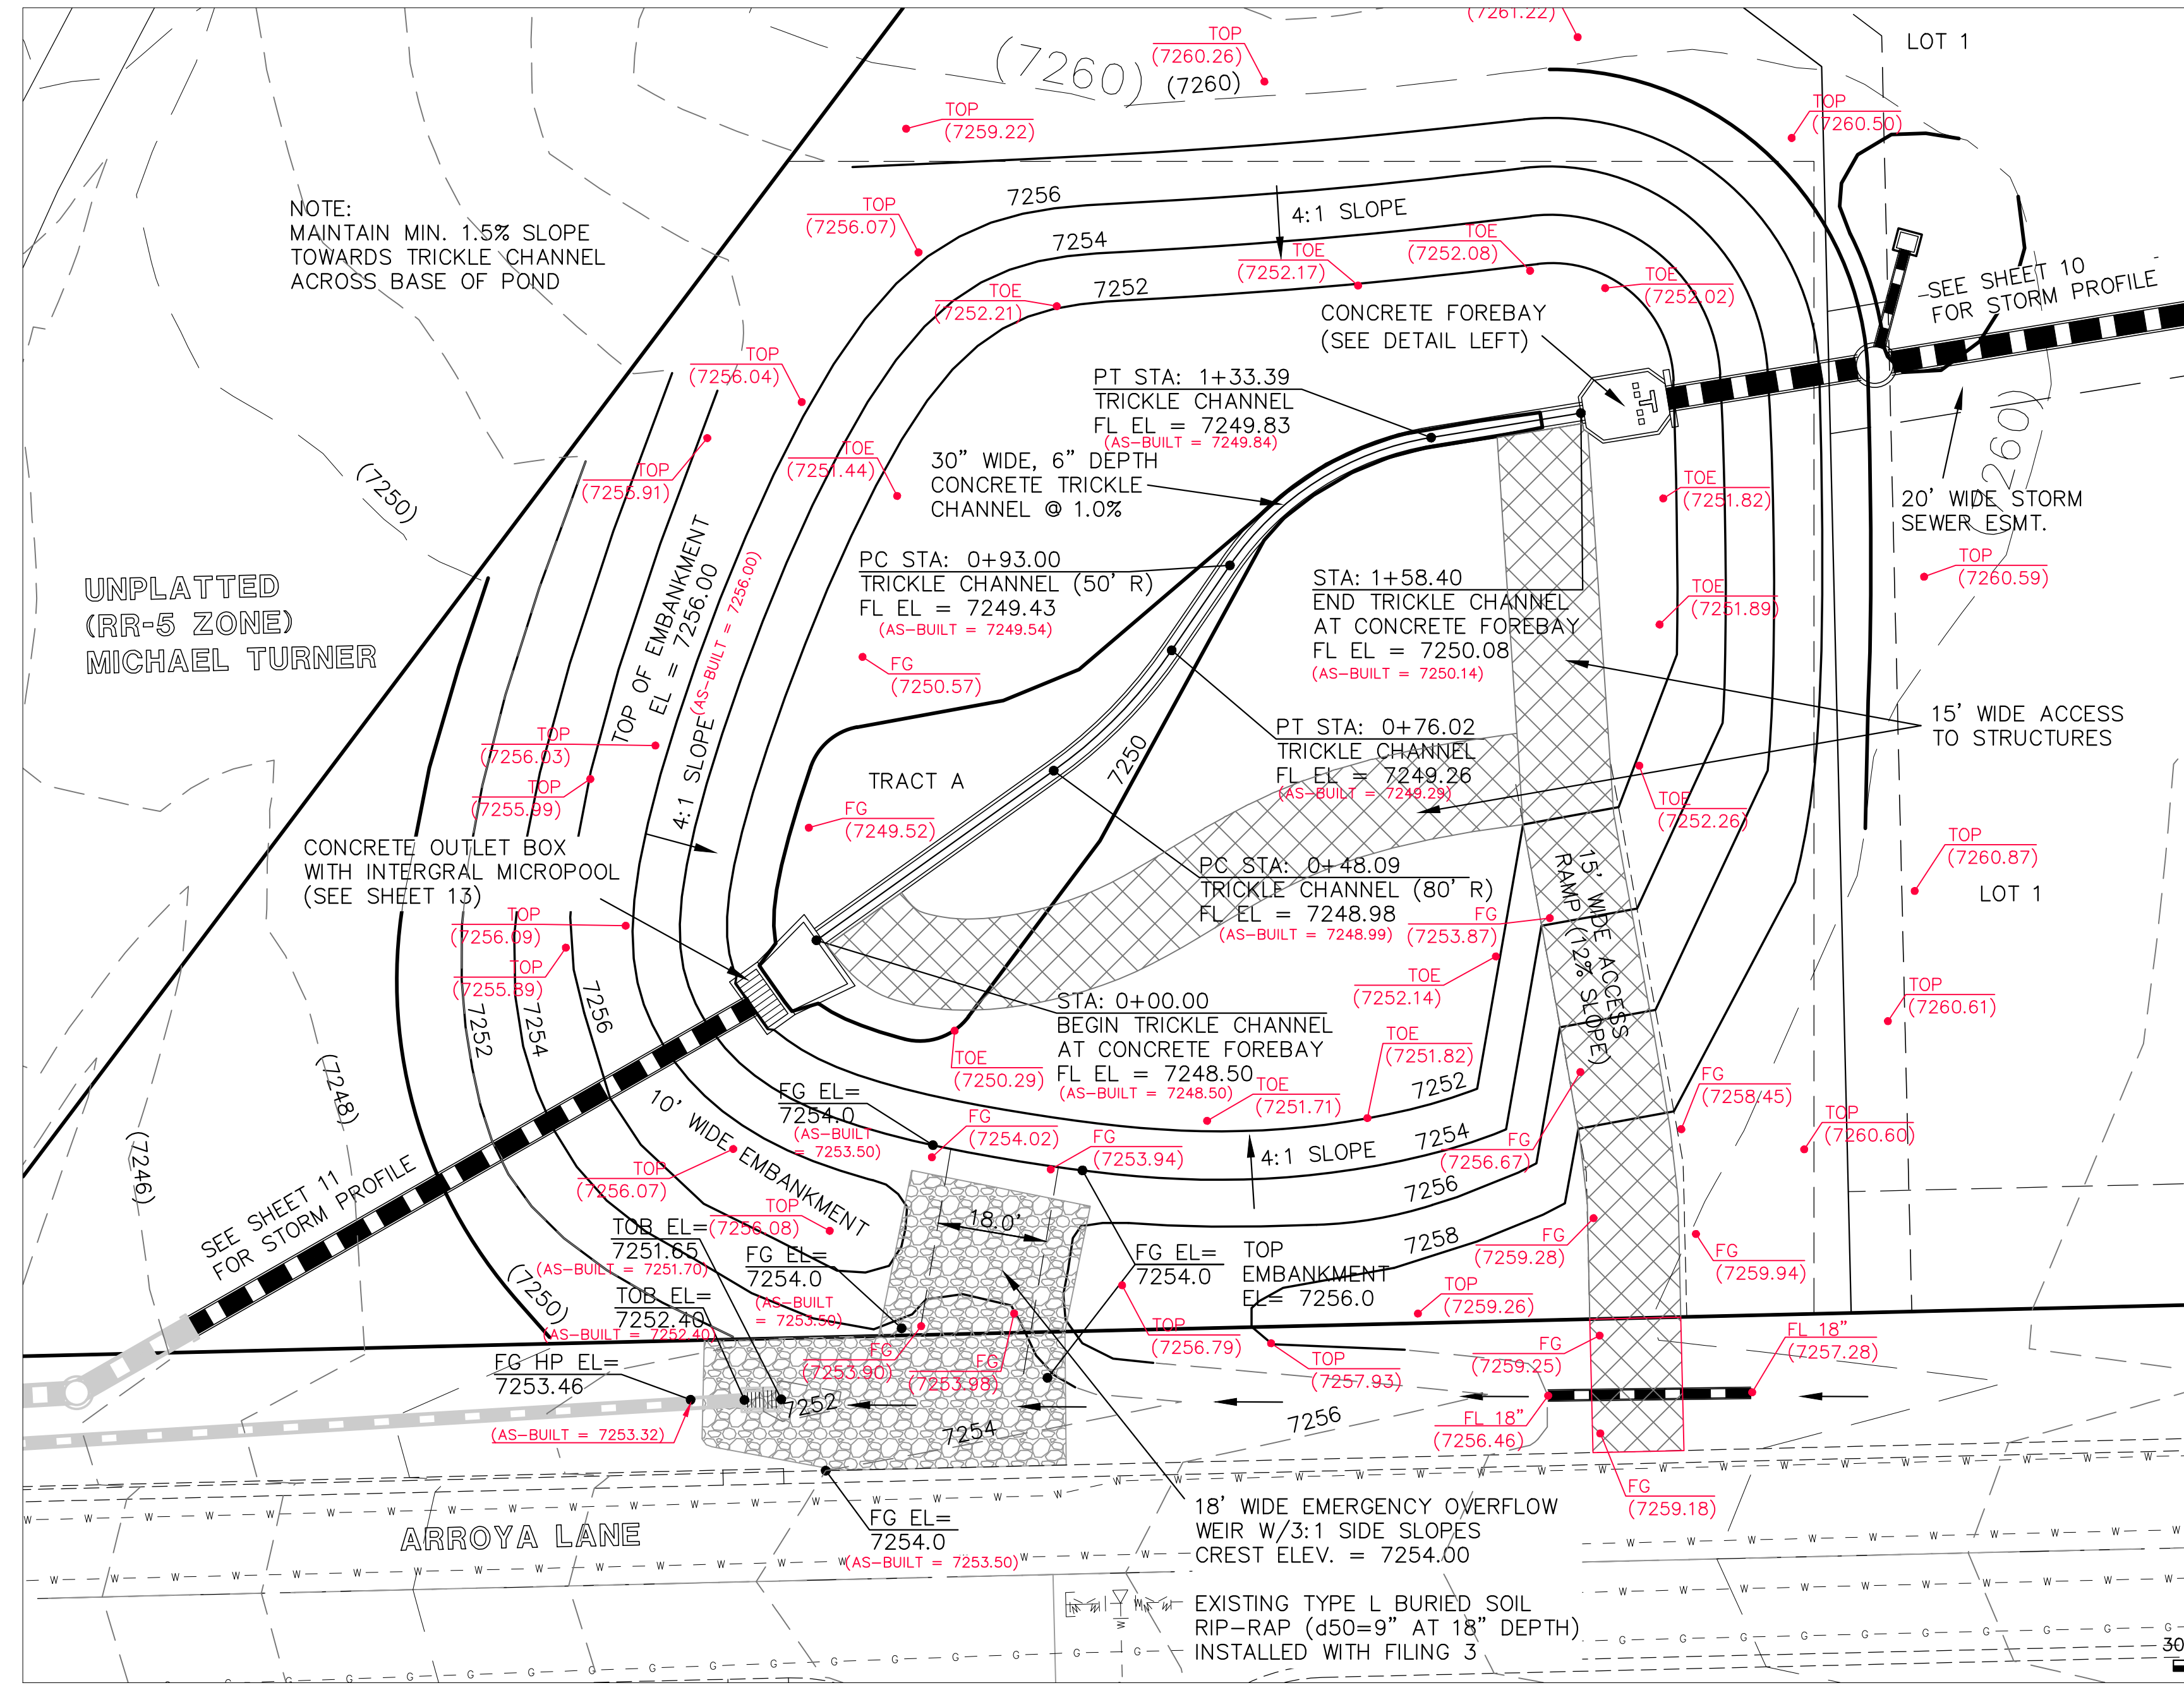 (7261.22)
TOP
(7260.26)
(7260)
(7260)
LOT 1
TOP
(7259.22)
TOP
(7260.50)
NOTE:
MAINTAIN MIN. 1.5% SLOPE
TOWARDS TRICKLE CHANNEL
ACROSS BASE OF POND
TOP
(7256.07)
7256
7254
7252
4:1 SLOPE
TOE
(7252.17)
TOE
(7252.08)
TOE
(7252.02)
TOE
(7252.21)
SEE SHEET 10
FOR STORM PROFILE
CONCRETE FOREBAY
(SEE DETAIL LEFT)
TOP
(7256.04)
PT STA: 1+33.39
TRICKLE CHANNEL
FL EL = 7249.83
(AS-BUILT = 7249.84)
TOP
(7255.91)
TOE
(7251.44)
30" WIDE, 6" DEPTH
CONCRETE TRICKLE
CHANNEL @ 1.0%
(7250)
TOE
(7251.82)
20' WIDE STORM
SEWER ESMT.
TOP OF EMBANKMENT
EL = 7256.00
(AS-BUILT = 7256.00)
PC STA: 0+93.00
TRICKLE CHANNEL (50' R)
FL EL = 7249.43
(AS-BUILT = 7249.54)
STA: 1+58.40
END TRICKLE CHANNEL
AT CONCRETE FOREBAY
FL EL = 7250.08
(AS-BUILT = 7250.14)
TOP
(7260.59)
TOE
(7251.89)
UNPLATTED
(RR-5 ZONE)
MICHAEL TURNER
FG
(7250.57)
15' WIDE ACCESS
TO STRUCTURES
TOP
(7256.03)
TOP
(7255.99)
4:1 SLOPE
TRACT A
7250
PT STA: 0+76.02
TRICKLE CHANNEL
FL EL = 7249.26
(AS-BUILT = 7249.29)
FG
(7249.52)
TOE
(7252.26)
TOP
(7260.87)
LOT 1
CONCRETE OUTLET BOX
WITH INTERGRAL MICROPOOL
(SEE SHEET 13)
PC STA: 0+48.09
TRICKLE CHANNEL (80' R)
FL EL = 7248.98
(AS-BUILT = 7248.99)
FG
(7253.87)
15' WIDE ACCESS
RAMP (12% SLOPE)
TOP
(7256.09)
TOP
(7255.89)
TOE
(7252.14)
TOP
(7260.61)
7252
7254
7256
STA: 0+00.00
BEGIN TRICKLE CHANNEL
AT CONCRETE FOREBAY
FL EL = 7248.50
(AS-BUILT = 7248.50)
TOE
(7250.29)
TOE
(7251.82)
TOE
(7251.71)
7252
FG
(7258.45)
TOP
(7260.60)
(7248)
(7246)
10' WIDE EMBANKMENT
FG EL=
7254.0
(AS-BUILT
= 7253.50)
FG
(7254.02)
FG
(7253.94)
4:1 SLOPE
7254
FG
(7256.67)
7256
TOP
(7256.07)
TOP
(7256.08)
SEE SHEET 11
FOR STORM PROFILE
TOB EL=
7251.65
(AS-BUILT = 7251.70)
FG EL=
7254.0
(AS-BUILT
= 7253.50)
18.0'
FG EL=
7254.0
TOP
EMBANKMENT
EL= 7256.0
7258
FG
(7259.28)
FG
(7259.94)
(7250)
TOB EL=
7252.40
(AS-BUILT = 7252.40)
TOP
(7259.26)
TOP
(7256.79)
FG
(7253.90)
FG
(7253.98)
TOP
(7257.93)
FG
(7259.25)
FL 18"
(7257.28)
FG HP EL=
7253.46
(AS-BUILT = 7253.32)
7252
7254
7256
FL 18"
(7256.46)
FG
(7259.18)
ARROYA LANE
FG EL=
7254.0
(AS-BUILT = 7253.50)
18' WIDE EMERGENCY OVERFLOW
WEIR W/3:1 SIDE SLOPES
CREST ELEV. = 7254.00
EXISTING TYPE L BURIED SOIL
RIP-RAP (d50=9" AT 18" DEPTH)
INSTALLED WITH FILING 3
30